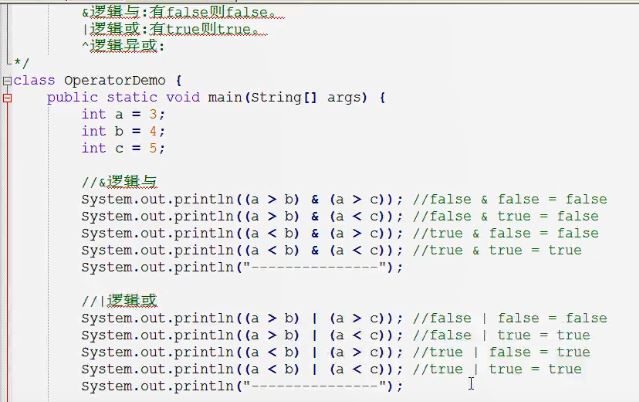 &逻辑与:有false则false。
|逻辑或:有true则true。
^逻辑异或:
*/
class OperatorDemo {
public static void main(String[] args) {
int a = 3;
int b = 4;
int c = 5;
//&逻辑与
System.out.println((a > b) & (a > c)); //false & false = false
System.out.println((a > b) & (a < c)); //false & true = false
System.out.println((a < b) & (a > c)); //true & false = false
System.out.println((a < b) & (a < c)); //true & true = true
System.out.println("---------------");
//|逻辑或
System.out.println((a > b) | (a > c)); //false | false = false
System.out.println((a > b) | (a < c)); //false | true = true
System.out.println((a < b) | (a > c)); //true | false = true
System.out.println((a < b) | (a < c)); //true | true = true
System.out.println("---------------");